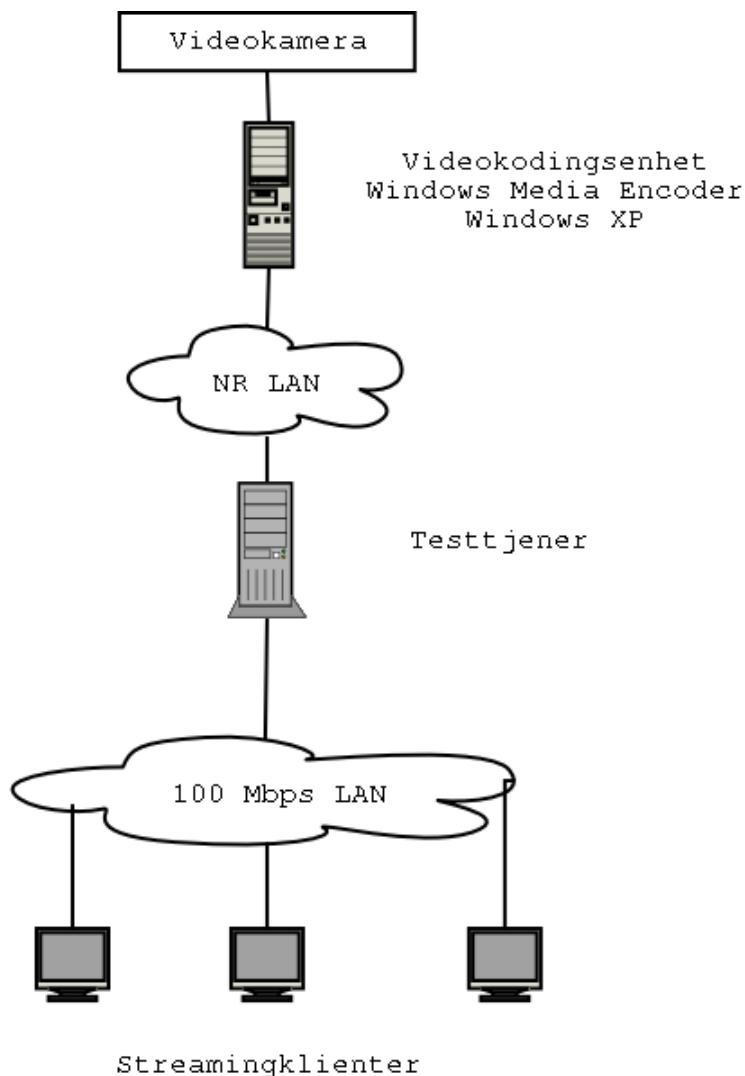 Videokamera
Videokodingsenhet
Windows Media Encoder
Windows XP
NR LAN
Testtjener
100 Mbps LAN
Streamingklienter